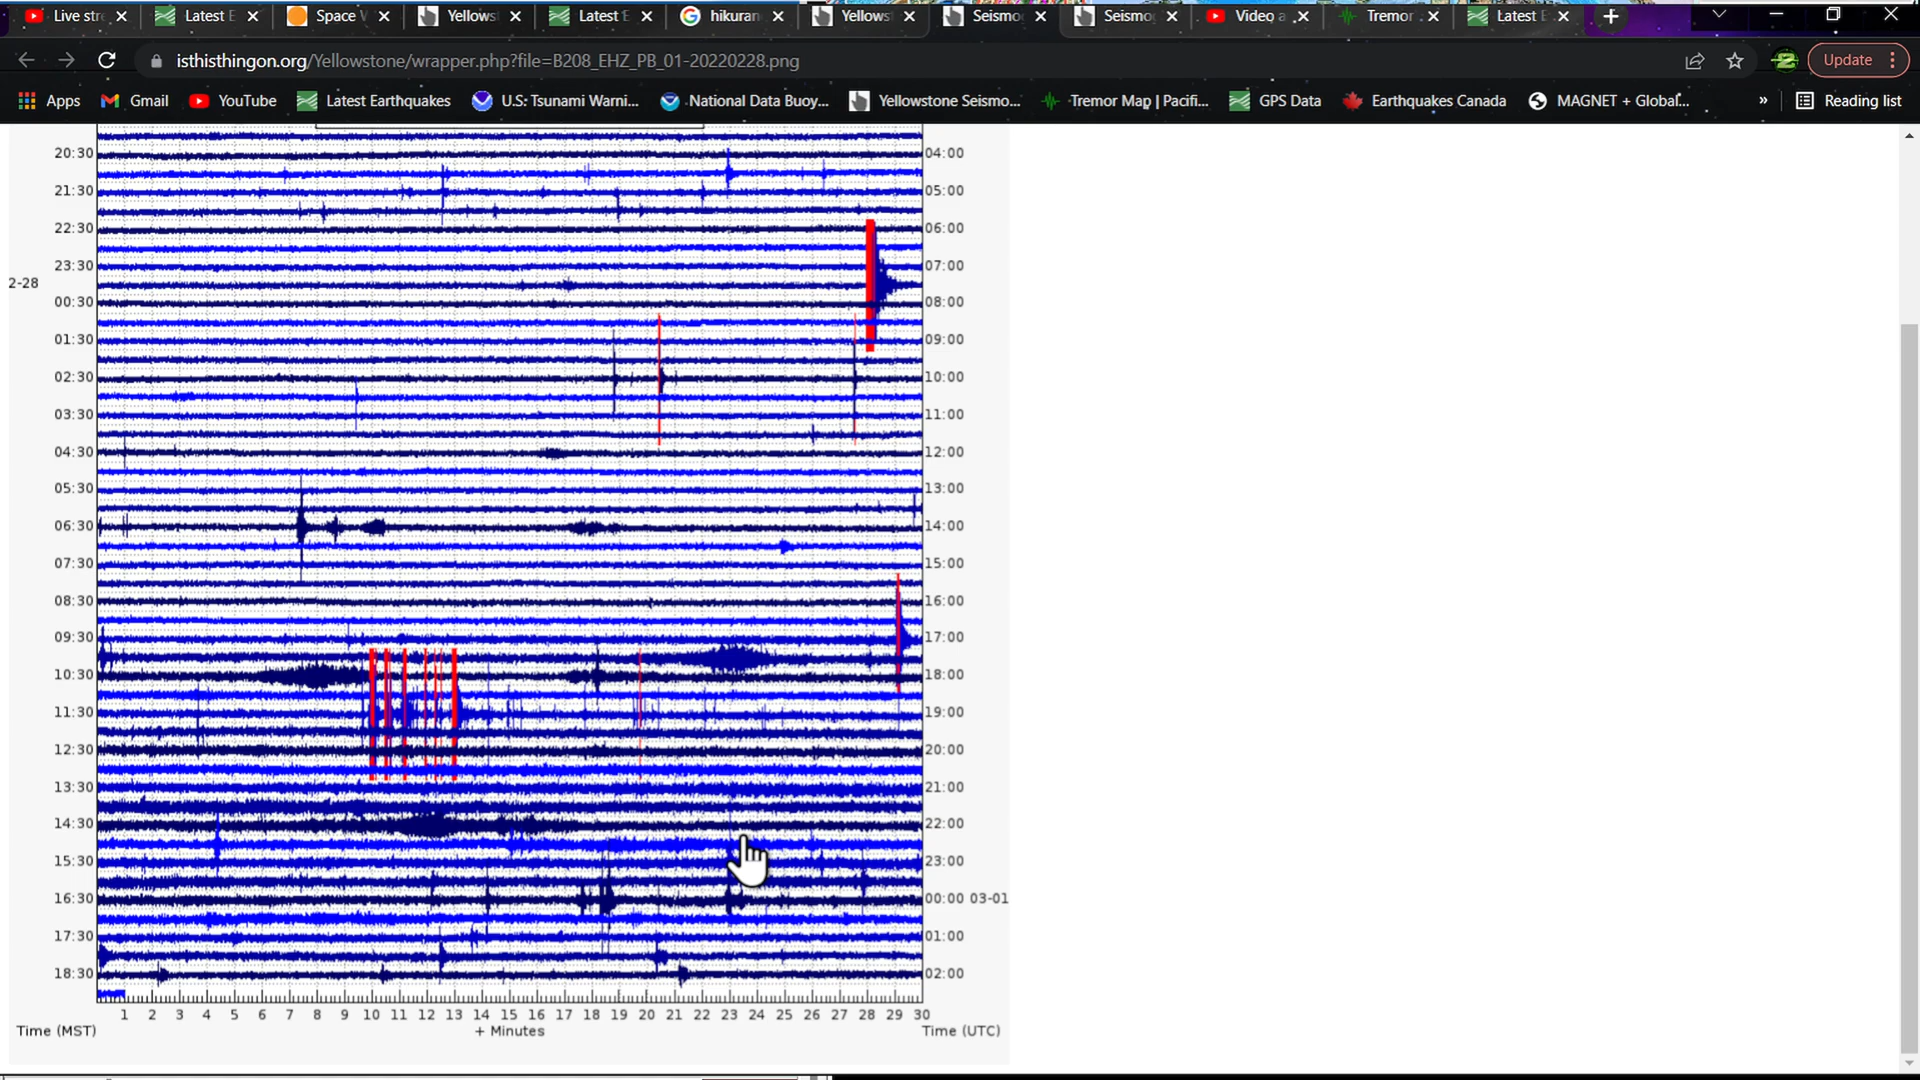 Live stre
Latest E
Space W
Yellows
Latest E
hikuran
Yellows
Seismo
Seismo
Video a
Tremor
Latest E
isthisthingon.org/Yellowstone/wrapper.php?file=B208_EHZ_PB_01-20220228.png
Update
Apps
Gmail
YouTube
Latest Earthquakes
U.S. Tsunami Warni...
National Data Buoy...
Yellowstone Seismo...
Tremor Map | Pacifi...
GPS Data
Earthquakes Canada
MAGNET + Global...
»
Reading list
20:30 04:00
21:30 05:00
22:30 06:00
23:30 07:00
2-28
00:30 08:00
01:30 09:00
02:30 10:00
03:30 11:00
04:30 12:00
05:30 13:00
06:30 14:00
07:30 15:00
08:30 16:00
09:30 17:00
10:30 18:00
11:30 19:00
12:30 20:00
13:30 21:00
14:30 22:00
15:30 23:00
16:30 00:00 03-01
17:30 01:00
18:30 02:00
1 2 3 4 5 6 7 8 9 10 11 12 13 14 15 16 17 18 19 20 21 22 23 24 25 26 27 28 29 30
Time (MST) + Minutes Time (UTC)